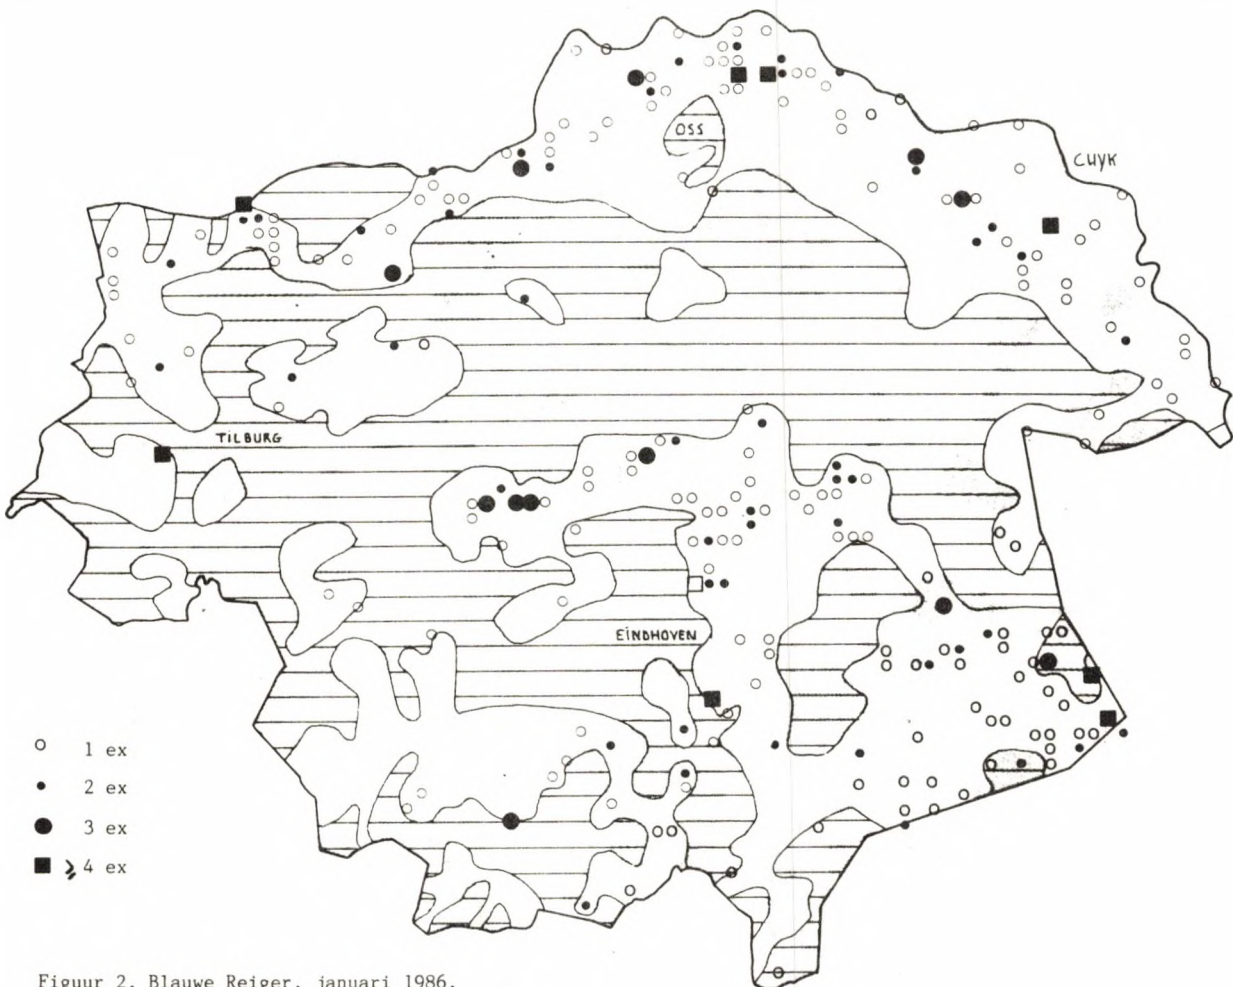 OSS
CUYK
TILBURG
EINDHOVEN
1 ex
2 ex
3 ex
⩾ 4 ex
Figuur 2. Blauwe Reiger, januari 1986.